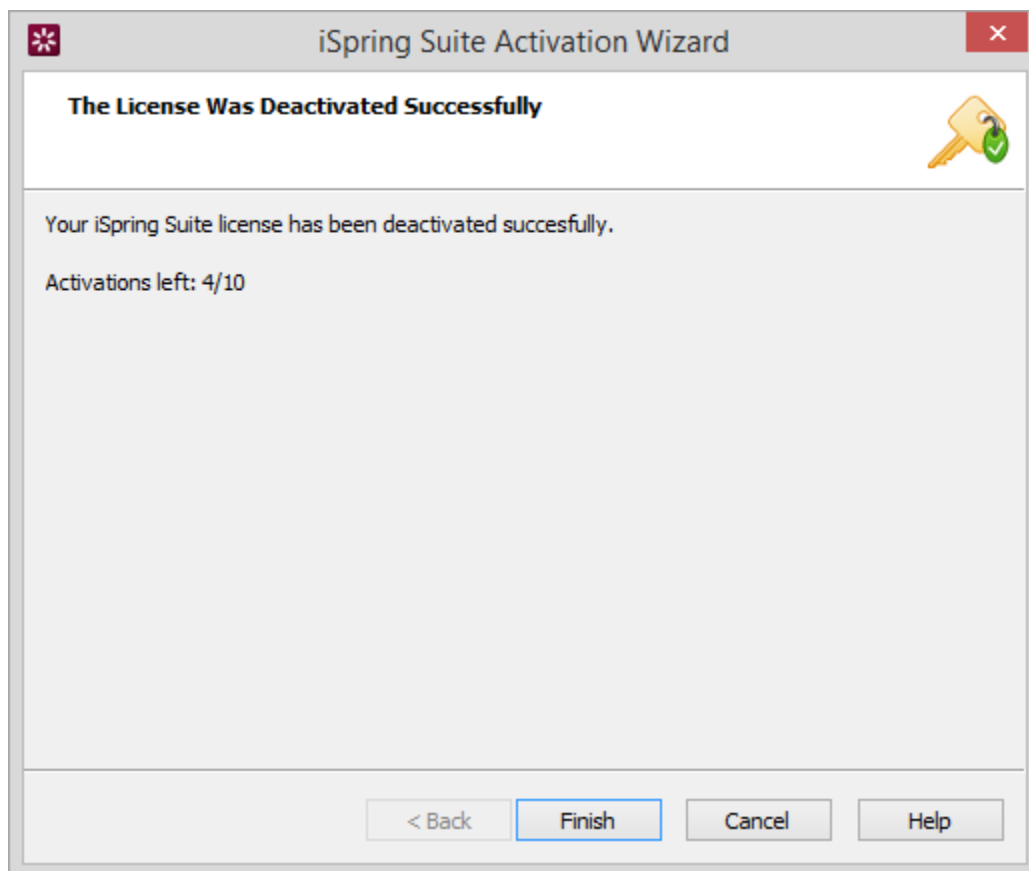 iSpring Suite Activation Wizard
The License Was Deactivated Successfully
Your iSpring Suite license has been deactivated succesfully.
Activations left: 4/10
< Back
Finish
Cancel
Help